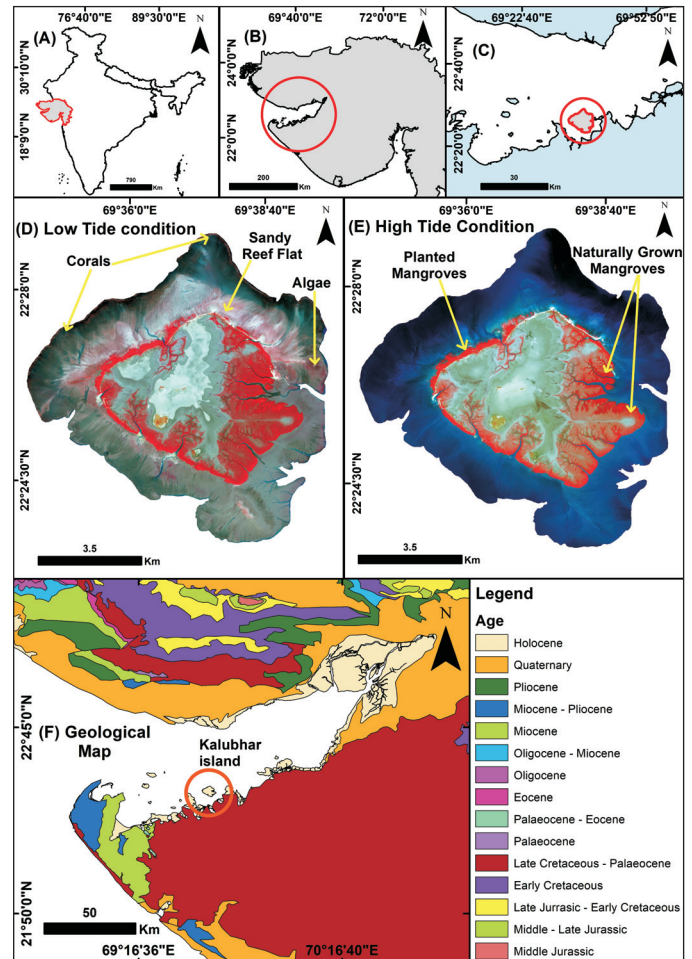 76°40'0"E
89°30'0"E
N
(A)
30°10'0"N
18°9'0"N
790
Km
69°40'0"E
72°0'0"E
N
(B)
24°0'0"N
22°0'0"N
200
Km
69°22'40"E
69°52'50"E
N
(C)
22°40'0"N
22°20'0"N
30
Km
69°36'0"E
69°38'40"E
N
(D) Low Tide condition
Corals
Sandy
Reef Flat
Algae
22°28'0"N
22°24'30"N
3.5
Km
69°36'0"E
69°38'40"E
N
(E) High Tide Condition
Planted
Mangroves
Naturally Grown
Mangroves
22°28'0"N
22°24'30"N
3.5
Km
N
22°45'0"N
(F) Geological
Map
Kalubhar
island
21°50'0"N
50
Km
69°16'36"E
70°16'40"E
Legend
Age
Holocene
Quaternary
Pliocene
Miocene - Pliocene
Miocene
Oligocene - Miocene
Oligocene
Eocene
Palaeocene - Eocene
Palaeocene
Late Cretaceous - Palaeocene
Early Cretaceous
Late Jurrasic - Early Cretaceous
Middle - Late Jurassic
Middle Jurassic